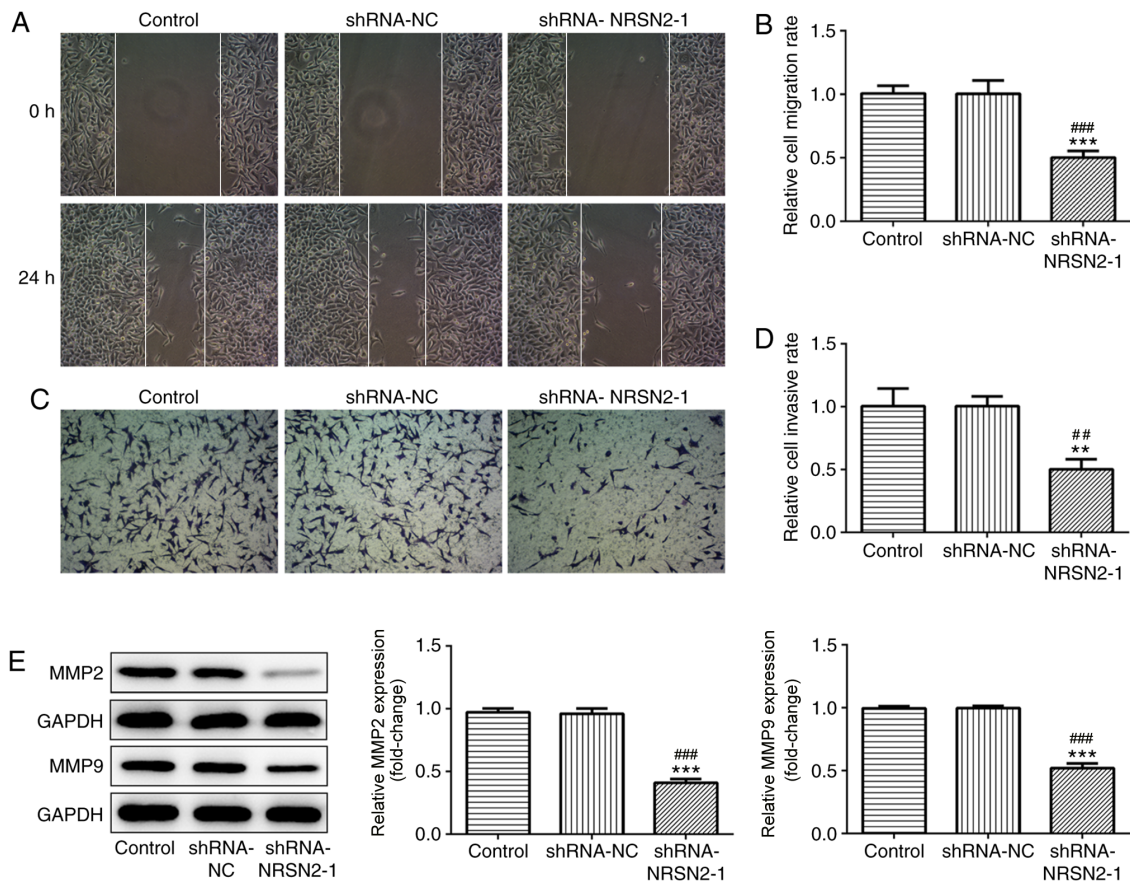 A
Control
shRNA-NC
shRNA- NRSN2-1
0 h
24 h
B
Relative cell migration rate
1.5
1.0
0.5
0.0
###
***
Control
shRNA-NC
shRNA-
NRSN2-1
C
Control
shRNA-NC
shRNA- NRSN2-1
D
Relative cell invasive rate
1.5
1.0
0.5
0.0
##
**
Control
shRNA-NC
shRNA-
NRSN2-1
E
MMP2
GAPDH
MMP9
GAPDH
Control
shRNA-
NC
shRNA-
NRSN2-1
Relative MMP2 expression
(fold-change)
1.5
1.0
0.5
0.0
###
***
Control
shRNA-NC
shRNA-
NRSN2-1
Relative MMP9 expression
(fold-change)
1.5
1.0
0.5
0.0
###
***
Control
shRNA-NC
shRNA-
NRSN2-1